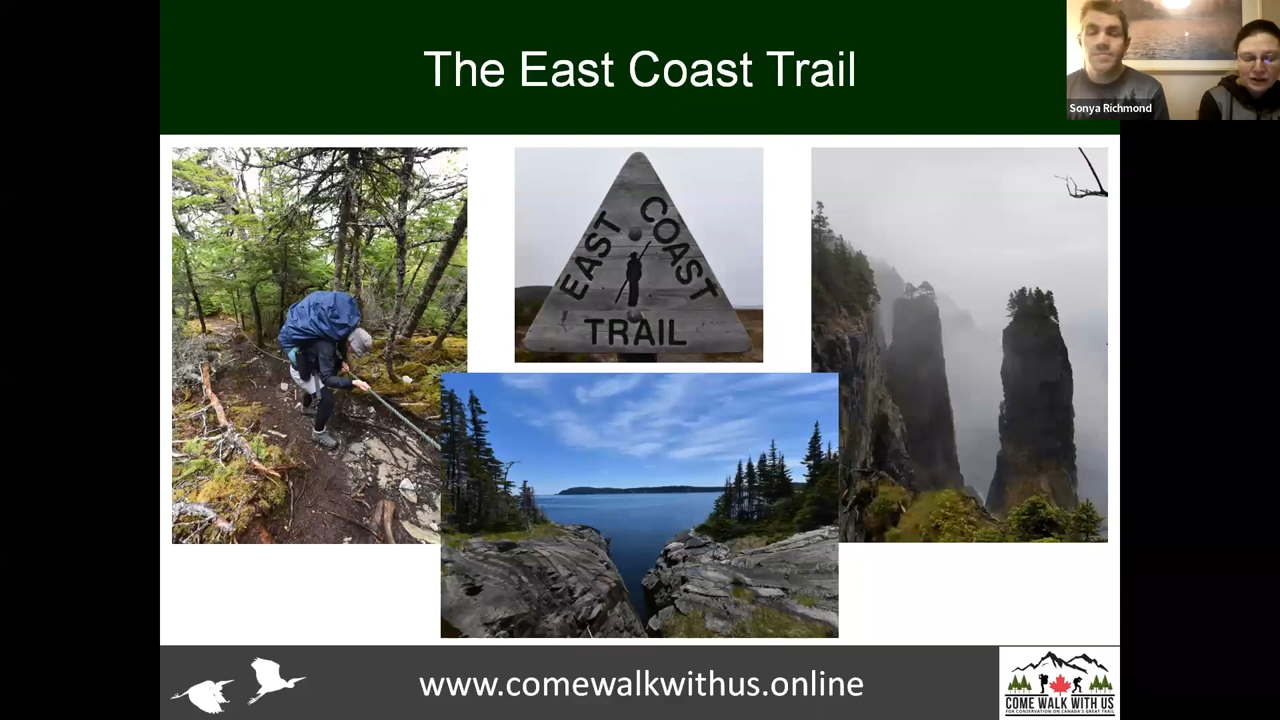 The East Coast Trail
Sonya Richmond
EAST COAST
TRAIL
www.comewalkwithus.online
COME WALK WITH US
FOR CONSERVATION ON CANADA'S GREAT TRAIL